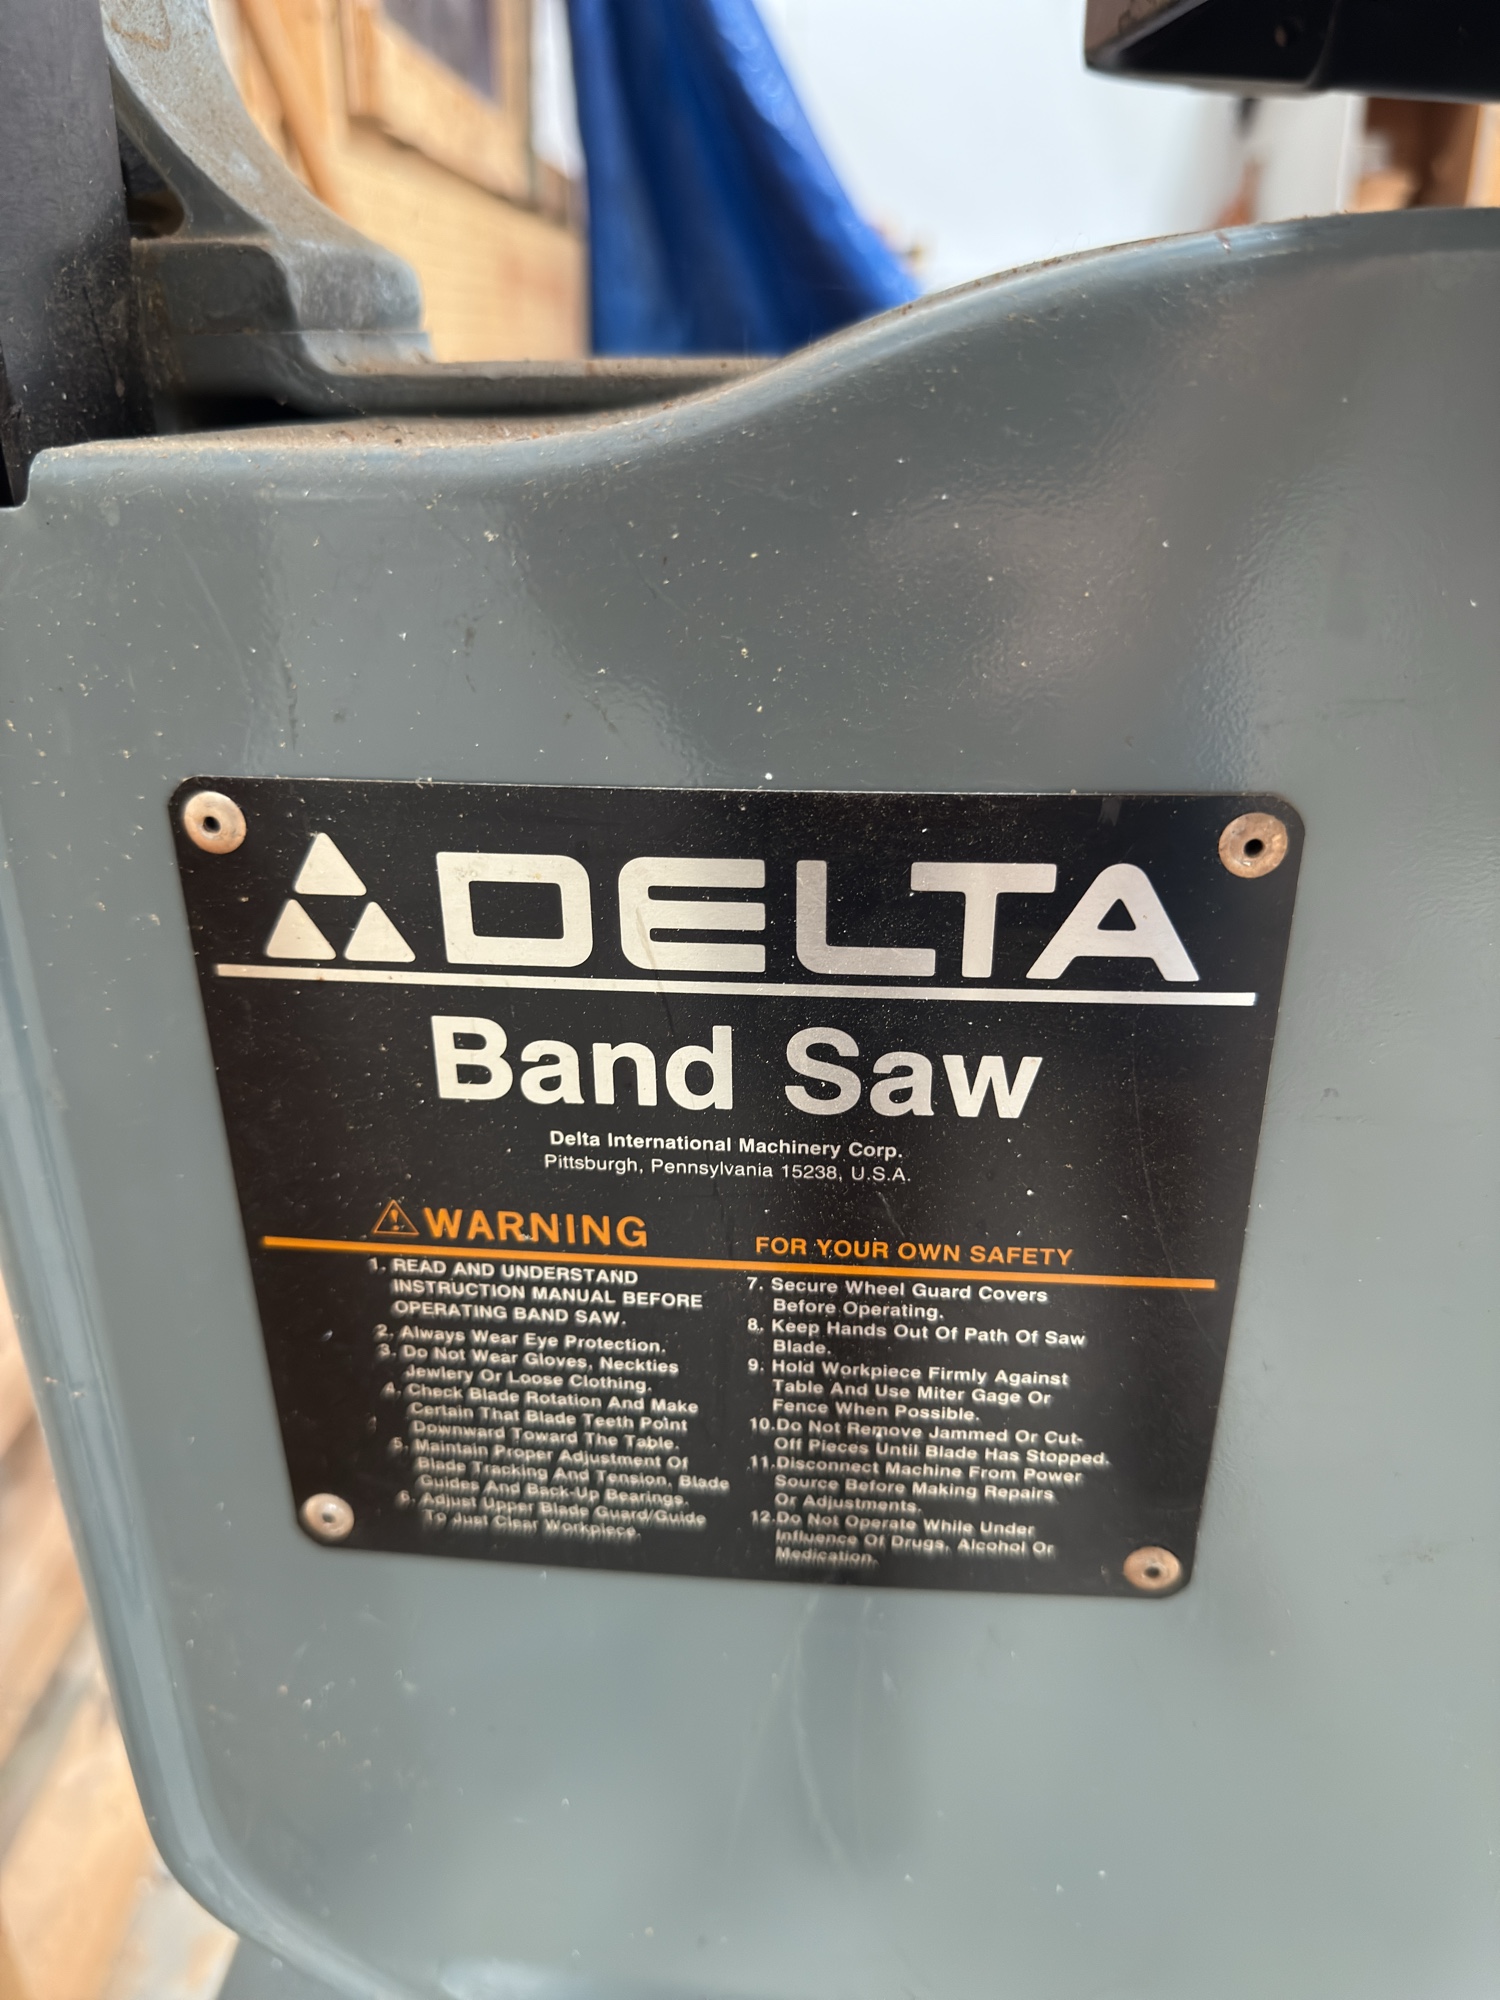 DELTA
Band Saw
Delta International Machinery Corp.
Pittsburgh, Pennsylvania 15238, U.S.A.
WARNING
FOR YOUR OWN SAFETY
1. READ AND UNDERSTAND
INSTRUCTION MANUAL BEFORE
OPERATING BAND SAW.
2. Always Wear Eye Protection.
3. Do Not Wear Gloves, Neckties
Jewlery Or Loose Clothing.
4. Check Blade Rotation And Make
Certain That Blade Teeth Point
Downward Toward The Table.
5. Maintain Proper Adjustment Of
Blade Tracking And Tension, Blade
Guides And Back-Up Bearings.
6. Adjust Upper Blade Guard/Guide
To Just Clear Workpiece.
7. Secure Wheel Guard Covers
Before Operating.
8. Keep Hands Out Of Path Of Saw
Blade.
9. Hold Workpiece Firmly Against
Table And Use Miter Gage Or
Fence When Possible.
10. Do Not Remove Jammed Or Cut-
Off Pieces Until Blade Has Stopped.
11. Disconnect Machine From Power
Source Before Making Repairs
Or Adjustments.
12. Do Not Operate While Under
Influence Of Drugs, Alcohol Or
Medication.